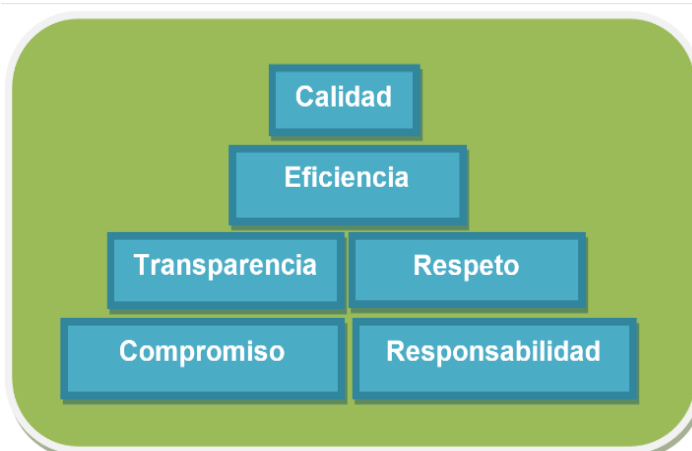 Calidad
Eficiencia
Transparencia Respeto
Compromiso Responsabilidad